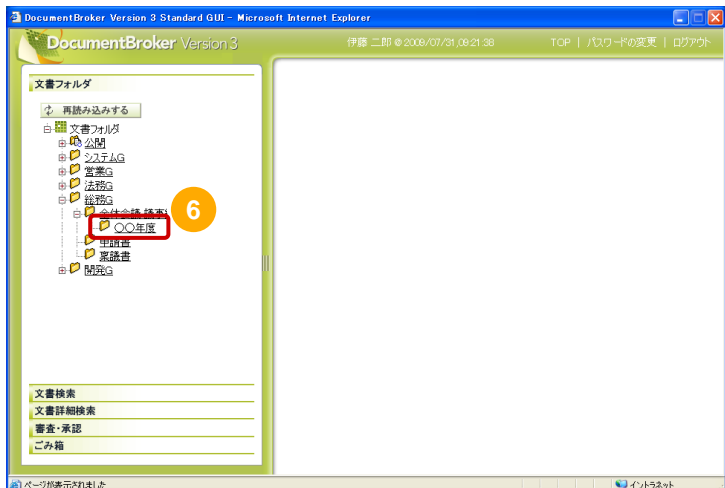 DocumentBroker Version 3 Standard GUI - Microsoft Internet Explorer
DocumentBroker Version 3
伊藤 二郎 @ 2009/07/31,09:21:38 TOP | パスワードの変更 | ログアウト
文書フォルダ
再読み込みする
文書フォルダ
公開
システムG
営業G
法務G
総務G
全体会議 議事
6
〇〇年度
申請書
稟議書
開発G
文書検索
文書詳細検索
審査・承認
ごみ箱
ページが表示されました
イントラネット